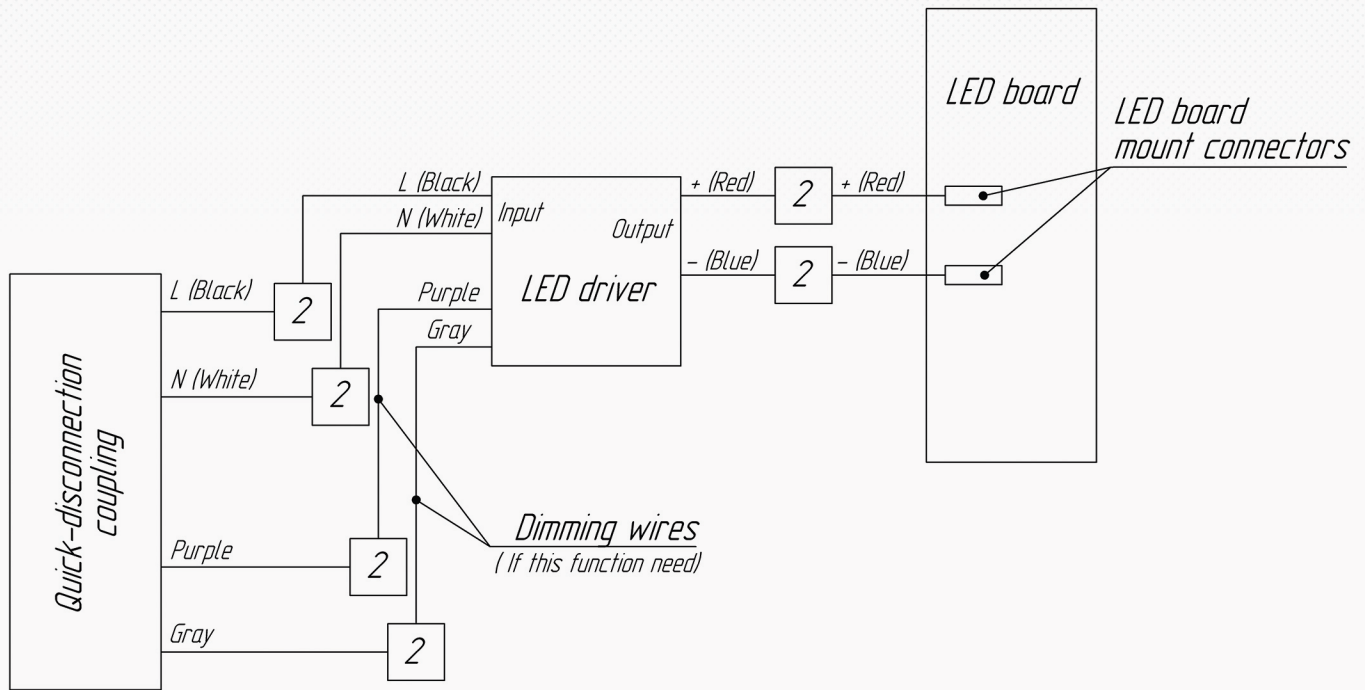 LED board
LED board
mount connectors
L (Black)
N (White)
Input
Output
LED driver
Purple
Gray
+ (Red)
2
+ (Red)
– (Blue)
2
– (Blue)
Quick-disconnection
coupling
L (Black)
2
N (White)
2
Purple
2
Gray
2
Dimming wires
( If this function need)